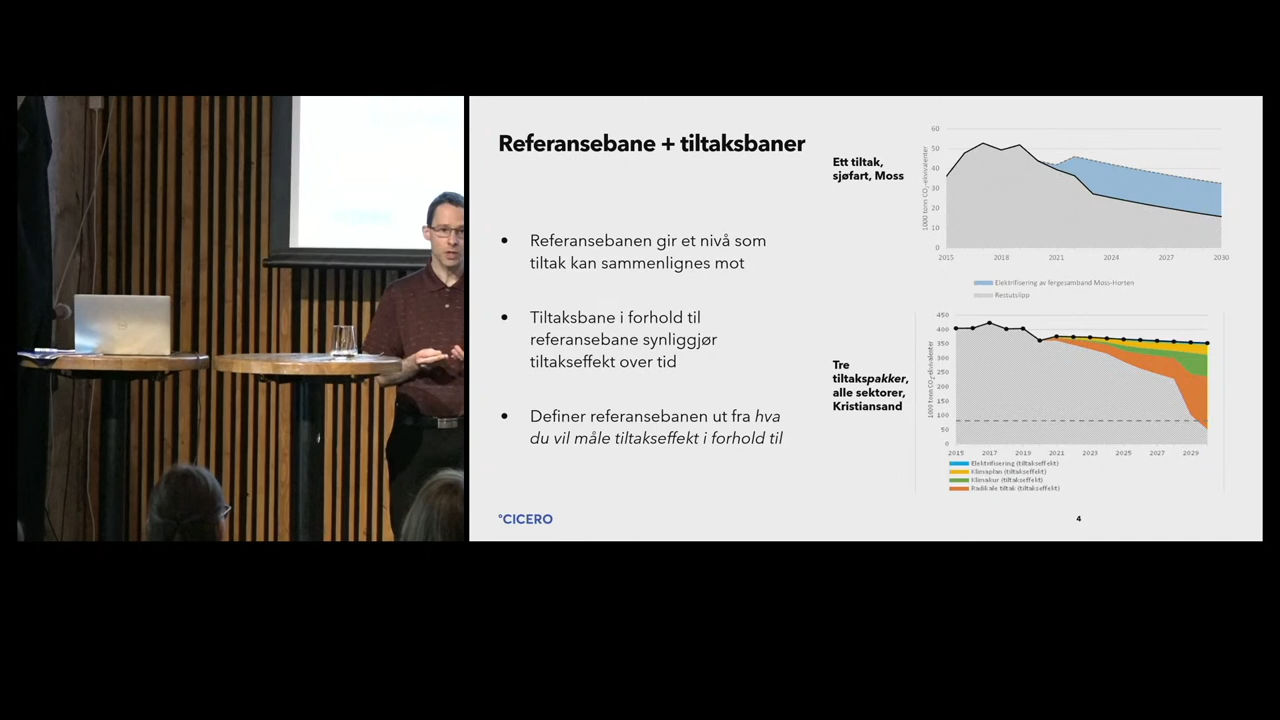 Referansebane + tiltaksbaner
Referansebanen gir et nivå som
tiltak kan sammenlignes mot
Tiltaksbane i forhold til
referansebane synliggjør
tiltakseffekt over tid
Definer referansebanen ut fra hva
du vil måle tiltakseffekt i forhold til
°CICERO
Ett tiltak,
sjøfart, Moss
1000 tonn CO₂-ekvivalenter
60
50
40
30
20
10
0
2015 2018 2021 2024 2027 2030
Elektrifisering av fergesamband Moss-Horten
Restutslipp
Tre
tiltakspakker,
alle sektorer,
Kristiansand
1000 tonn CO₂-ekvivalenter
450
400
350
300
250
200
150
100
50
0
2015 2017 2019 2021 2023 2025 2027 2029
Elektrifisering (tiltakseffekt)
Klimaplan (tiltakseffekt)
Klimakur (tiltakseffekt)
Radikale tiltak (tiltakseffekt)
4